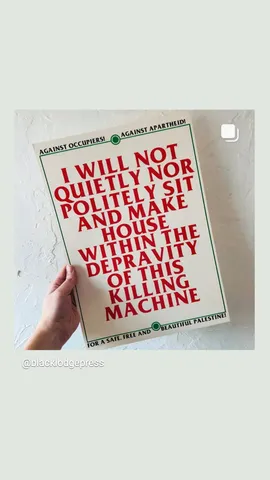 AGAINST OCCUPIERS! AGAINST APARTHEID!
I WILL NOT
QUIETLY NOR
POLITELY SIT
AND MAKE
HOUSE
WITHIN THE
DEPRAVITY
OF THIS
KILLING
MACHINE
FOR A SAFE, FREE AND BEAUTIFUL PALESTINE!
@blacklodgepress